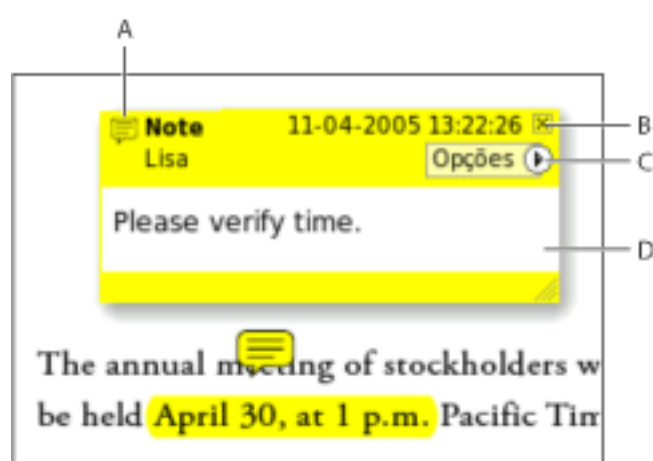 A
Note 11-04-2005 13:22:26 B
Lisa Opções C
Please verify time.
D
The annual meeting of stockholders w
be held April 30, at 1 p.m. Pacific Tim